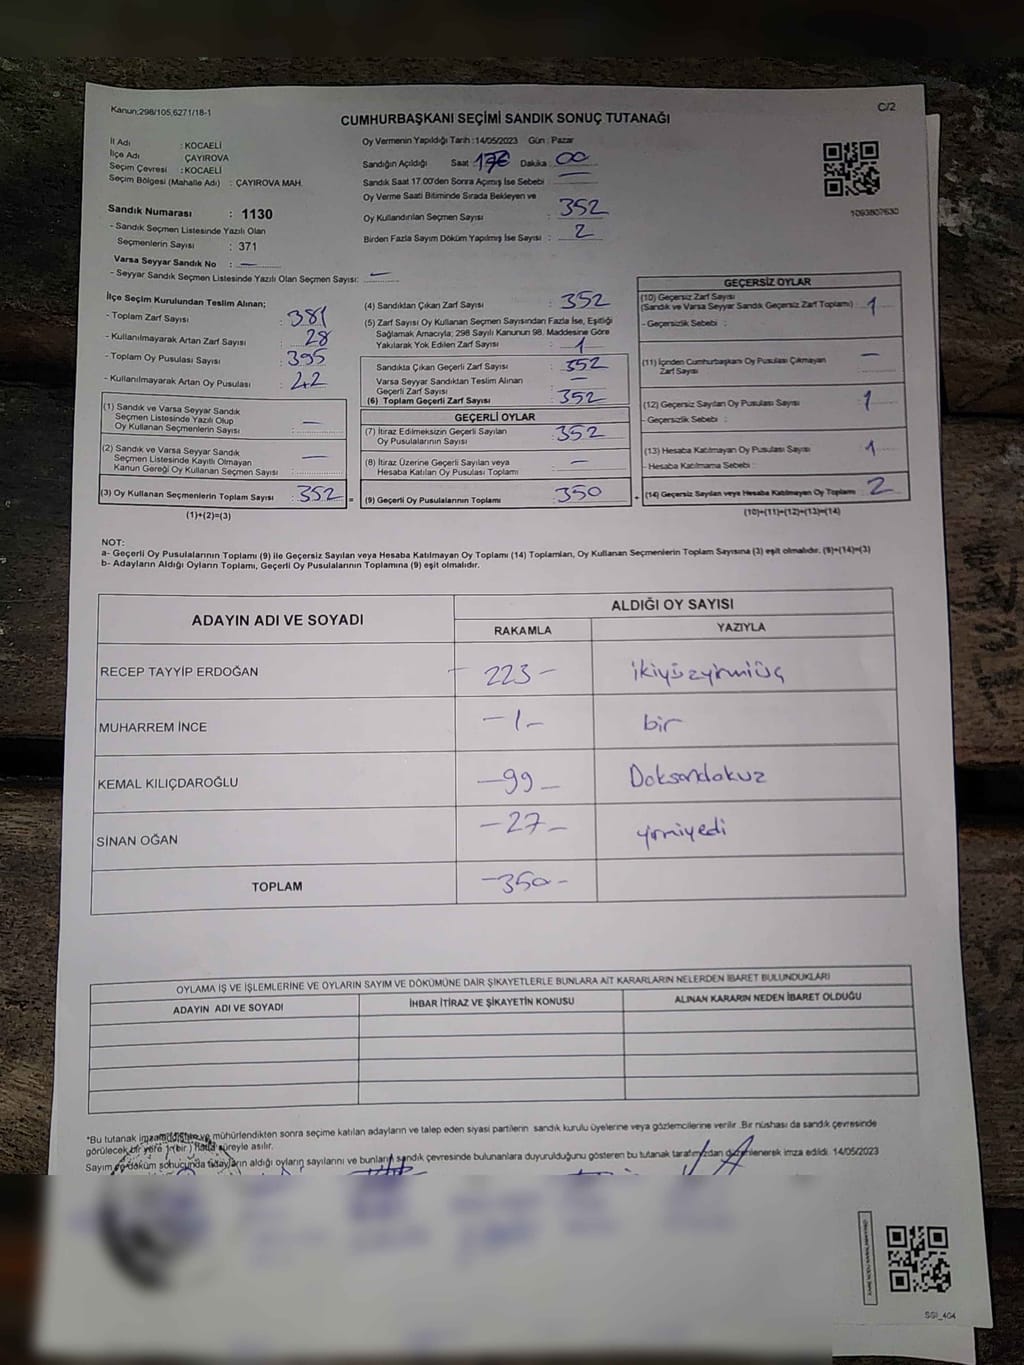 Kanun:298/105,6271/18-1
C/2
CUMHURBAŞKANI SEÇİMİ SANDIK SONUÇ TUTANAĞI
İl Adı : KOCAELİ
İlçe Adı : ÇAYIROVA
Seçim Çevresi : KOCAELİ
Seçim Bölgesi (Mahalle Adı) : ÇAYIROVA MAH.
Sandık Numarası : 1130
- Sandık Seçmen Listesinde Yazılı Olan
Seçmenlerin Sayısı : 371
Varsa Seyyar Sandık No : —
- Seyyar Sandık Seçmen Listesinde Yazılı Olan Seçmen Sayısı: —
Oy Vermenin Yapıldığı Tarih :14/05/2023 Gün : Pazar
Sandığın Açıldığı Saat 17 Dakika : 00
Sandık Saat 17.00'den Sonra Açılmış İse Sebebi :
Oy Verme Saati Bitiminde Sırada Bekleyen ve
Oy Kullandırılan Seçmen Sayısı : 352
Birden Fazla Sayım Döküm Yapılmış İse Sayısı : 2
1093807630
İlçe Seçim Kurulundan Teslim Alınan;
- Toplam Zarf Sayısı : 381
- Kullanılmayarak Artan Zarf Sayısı : 28
- Toplam Oy Pusulası Sayısı : 395
- Kullanılmayarak Artan Oy Pusulası : 42
(1) Sandık ve Varsa Seyyar Sandık
Seçmen Listesinde Yazılı Olup
Oy Kullanan Seçmenlerin Sayısı : —
(2) Sandık ve Varsa Seyyar Sandık
Seçmen Listesinde Kayıtlı Olmayan
Kanun Gereği Oy Kullanan Seçmen Sayısı : —
(3) Oy Kullanan Seçmenlerin Toplam Sayısı : 352 =
(1)+(2)=(3)
(4) Sandıktan Çıkan Zarf Sayısı : 352
(5) Zarf Sayısı Oy Kullanan Seçmen Sayısından Fazla İse, Eşitliği
Sağlamak Amacıyla; 298 Sayılı Kanunun 98. Maddesine Göre
Yakılarak Yok Edilen Zarf Sayısı : 1
Sandıkta Çıkan Geçerli Zarf Sayısı : 352
Varsa Seyyar Sandıktan Teslim Alınan
Geçerli Zarf Sayısı : —
(6) Toplam Geçerli Zarf Sayısı : 352
GEÇERLİ OYLAR
(7) İtiraz Edilmeksizin Geçerli Sayılan
Oy Pusulalarının Sayısı : 352
(8) İtiraz Üzerine Geçerli Sayılan veya
Hesaba Katılan Oy Pusulası Toplamı : —
(9) Geçerli Oy Pusulalarının Toplamı : 350 +
GEÇERSİZ OYLAR
(10) Geçersiz Zarf Sayısı
(Sandık ve Varsa Seyyar Sandık Geçersiz Zarf Toplamı) : 1
- Geçersizlik Sebebi :
(11) İçinden Cumhurbaşkanı Oy Pusulası Çıkmayan
Zarf Sayısı : —
(12) Geçersiz Sayılan Oy Pusulası Sayısı : 1
- Geçersizlik Sebebi :
(13) Hesaba Katılmayan Oy Pusulası Sayısı : 1
- Hesaba Katılmama Sebebi :
(14) Geçersiz Sayılan veya Hesaba Katılmayan Oy Toplamı : 2
(10)+(11)+(12)+(13)=(14)
NOT:
a- Geçerli Oy Pusulalarının Toplamı (9) ile Geçersiz Sayılan veya Hesaba Katılmayan Oy Toplamı (14) Toplamları, Oy Kullanan Seçmenlerin Toplam Sayısına (3) eşit olmalıdır. (9)+(14)=(3)
b- Adayların Aldığı Oyların Toplamı, Geçerli Oy Pusulalarının Toplamına (9) eşit olmalıdır.
ADAYIN ADI VE SOYADI
ALDIĞI OY SAYISI
RAKAMLA YAZIYLA
RECEP TAYYİP ERDOĞAN - 223 - ikiyüzyirmiüç
MUHARREM İNCE - 1 - bir
KEMAL KILIÇDAROĞLU - 99 - Doksandokuz
SİNAN OĞAN - 27 - yirmiyedi
TOPLAM - 350 -
OYLAMA İŞ VE İŞLEMLERİNE VE OYLARIN SAYIM VE DÖKÜMÜNE DAİR ŞİKAYETLERLE BUNLARA AİT KARARLARIN NELERDEN İBARET BULUNDUKLARI
ADAYIN ADI VE SOYADI İHBAR İTİRAZ VE ŞİKAYETİN KONUSU ALINAN KARARIN NEDEN İBARET OLDUĞU
*Bu tutanak imzalandıktan ve mühürlendikten sonra seçime katılan adayların ve talep eden siyasi partilerin sandık kurulu üyelerine veya gözlemcilerine verilir .Bir nüshası da sandık çevresinde
görülecek bir yere 1 (bir) hafta süreyle asılır.
Sayım ve döküm sonucunda adayların aldığı oyların sayılarını ve bunların sandık çevresinde bulunanlara duyurulduğunu gösteren bu tutanak tarafımızdan düzenlenerek imza edildi. 14/05/2023
SGI_404